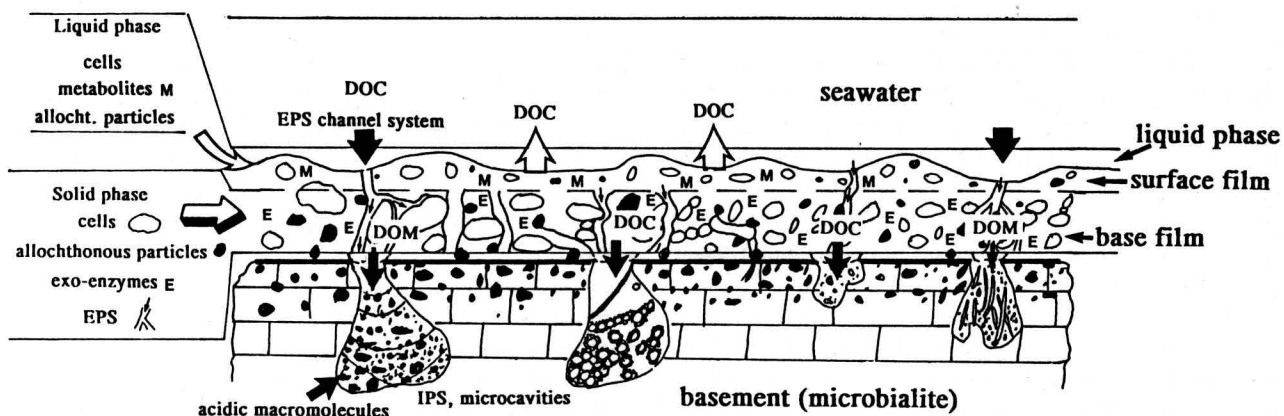 Liquid phase
cells
metabolites M
allocht. particles
DOC
EPS channel system
DOC
DOC
seawater
liquid phase
surface film
base film
Solid phase
cells
allochthonous particles
exo-enzymes E
EPS
M
M
M
M
M
M
M
E
E
E
E
E
E
E
E
E
E
E
DOM
DOC
DOC
DOM
acidic macromolecules
IPS, microcavities
basement (microbialite)